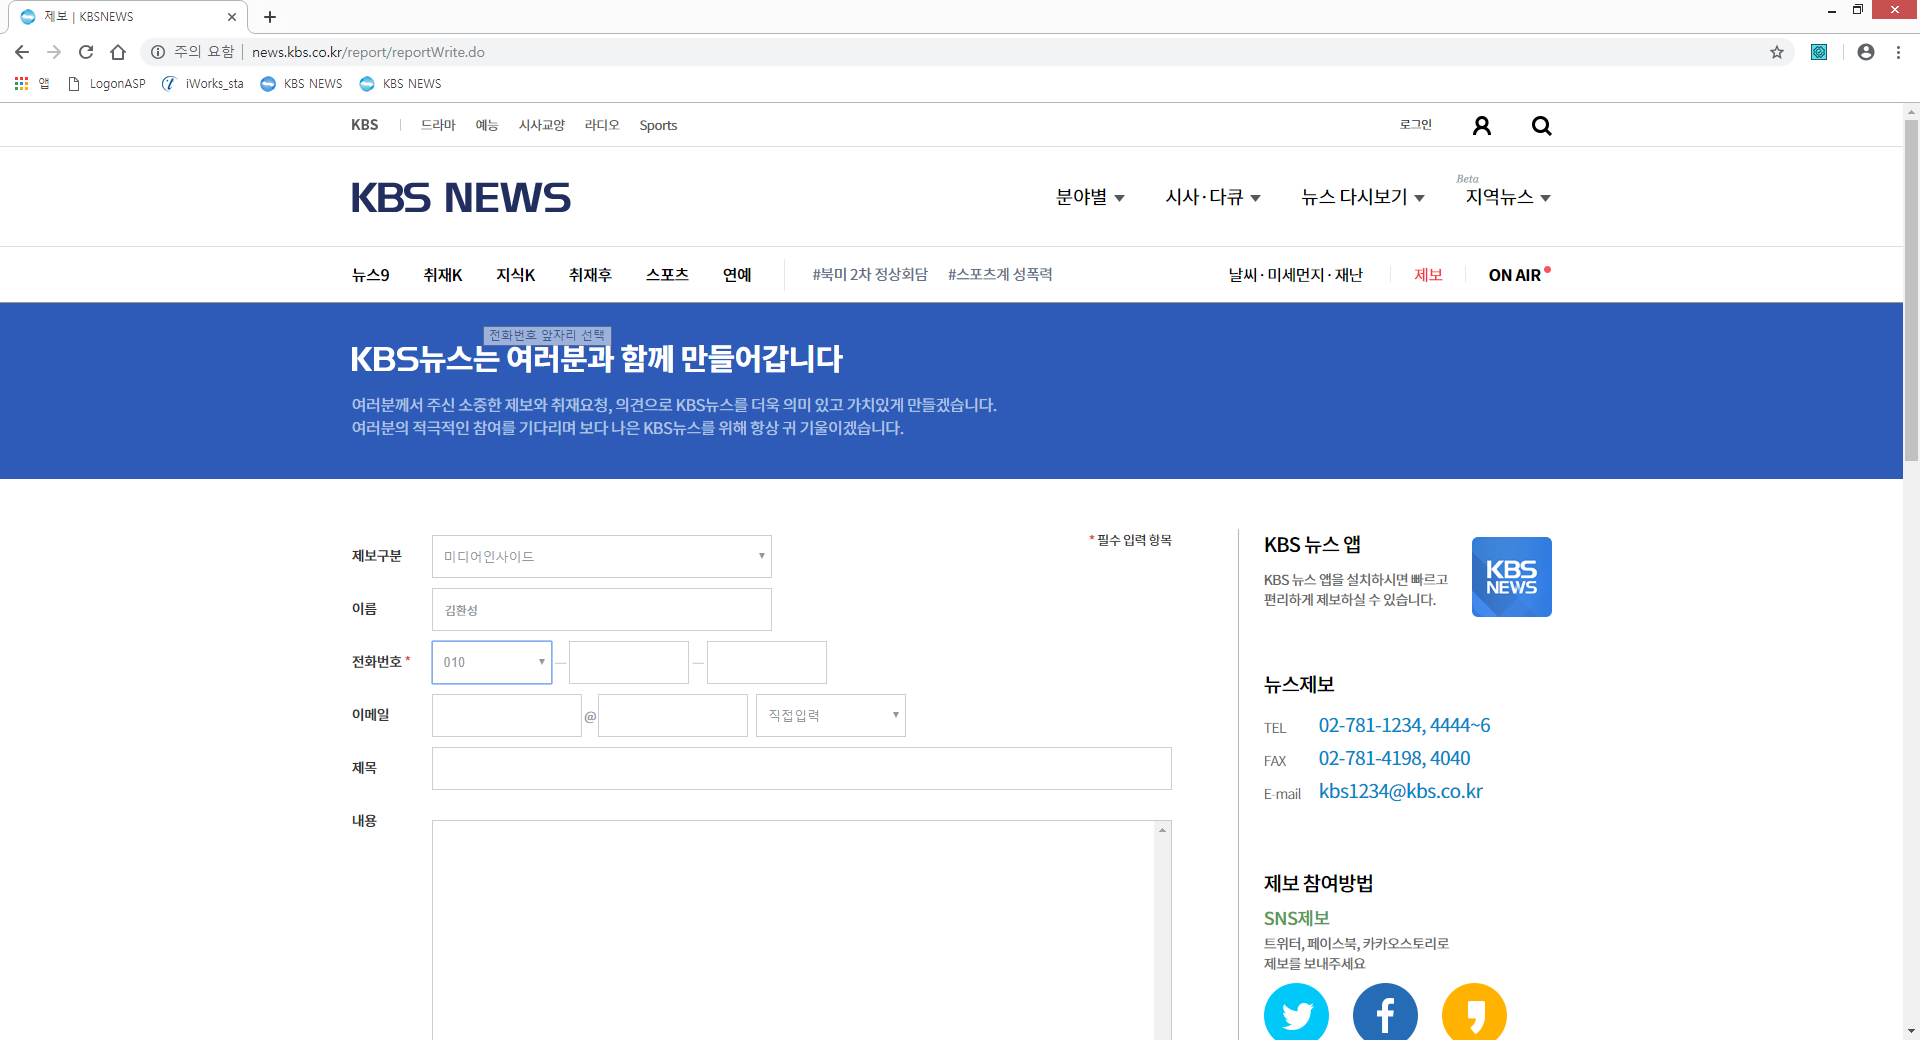 제보 | KBSNEWS
주의 요함 | news.kbs.co.kr/report/reportWrite.do
앱 LogonASP iWorks_sta KBS NEWS KBS NEWS
KBS 드라마 예능 시사교양 라디오 Sports 로그인
KBS NEWS
분야별 시사·다큐 뉴스 다시보기 Beta 지역뉴스
뉴스9 취재K 지식K 취재후 스포츠 연예 #북미 2차 정상회담 #스포츠계 성폭력 날씨·미세먼지·재난 제보 ON AIR
전화번호 앞자리 선택
KBS뉴스는 여러분과 함께 만들어갑니다
여러분께서 주신 소중한 제보와 취재요청, 의견으로 KBS뉴스를 더욱 의미 있고 가치있게 만들겠습니다.
여러분의 적극적인 참여를 기다리며 보다 나은 KBS뉴스를 위해 항상 귀 기울이겠습니다.
* 필수 입력 항목
제보구분 미디어인사이드
이름 김환성
전화번호 * 010
이메일 @ 직접입력
제목
내용
KBS 뉴스 앱
KBS 뉴스 앱을 설치하시면 빠르고
편리하게 제보하실 수 있습니다.
KBS
NEWS
뉴스제보
TEL 02-781-1234, 4444~6
FAX 02-781-4198, 4040
E-mail kbs1234@kbs.co.kr
제보 참여방법
SNS제보
트위터, 페이스북, 카카오스토리로
제보를 보내주세요